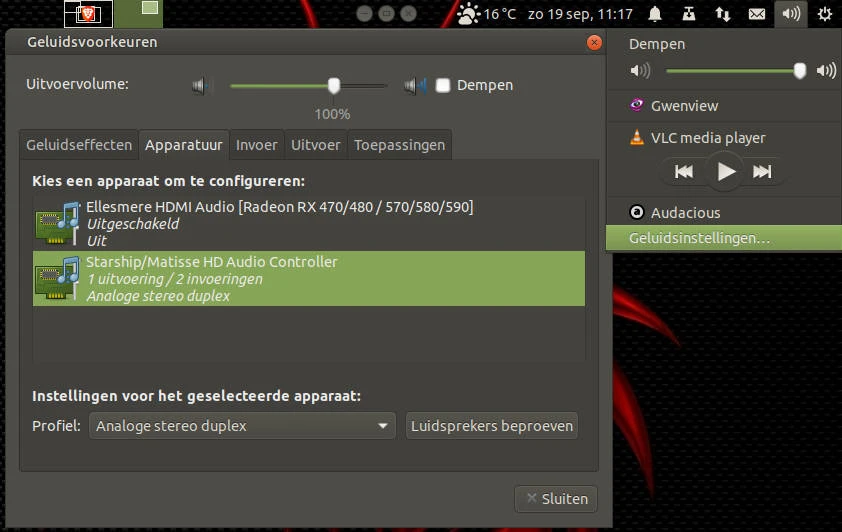 16 °C zo 19 sep, 11:17
Geluidsvoorkeuren
Uitvoervolume:
Dempen
100%
Geluidseffecten Apparatuur Invoer Uitvoer Toepassingen
Kies een apparaat om te configureren:
Ellesmere HDMI Audio [Radeon RX 470/480 / 570/580/590]
Uitgeschakeld
Uit
Starship/Matisse HD Audio Controller
1 uitvoering / 2 invoeringen
Analoge stereo duplex
Instellingen voor het geselecteerde apparaat:
Profiel: Analoge stereo duplex Luidsprekers beproeven
Sluiten
Dempen
Gwenview
VLC media player
Audacious
Geluidsinstellingen...